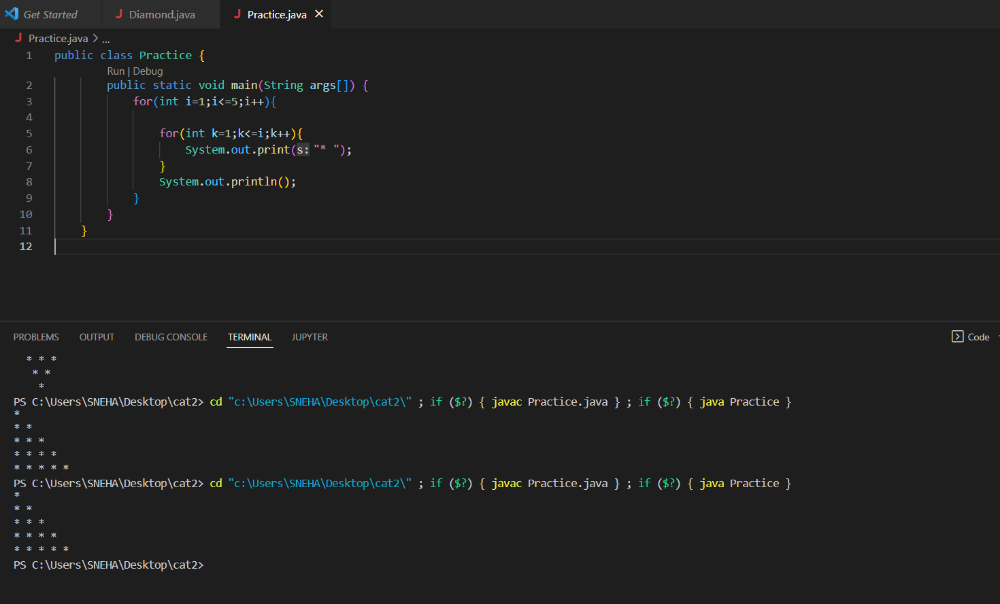 Get Started Diamond.java Practice.java
Practice.java > ...
1 public class Practice {
Run | Debug
2 public static void main(String args[]) {
3 for(int i=1;i<=5;i++){
4
5 for(int k=1;k<=i;k++){
6 System.out.print(s: "* ");
7 }
8 System.out.println();
9 }
10 }
11 }
12
PROBLEMS OUTPUT DEBUG CONSOLE TERMINAL JUPYTER Code
* * *
* *
*
PS C:\Users\SNEHA\Desktop\cat2> cd "c:\Users\SNEHA\Desktop\cat2\" ; if ($?) { javac Practice.java } ; if ($?) { java Practice }
*
* *
* * *
* * * *
* * * * *
PS C:\Users\SNEHA\Desktop\cat2> cd "c:\Users\SNEHA\Desktop\cat2\" ; if ($?) { javac Practice.java } ; if ($?) { java Practice }
*
* *
* * *
* * * *
* * * * *
PS C:\Users\SNEHA\Desktop\cat2>